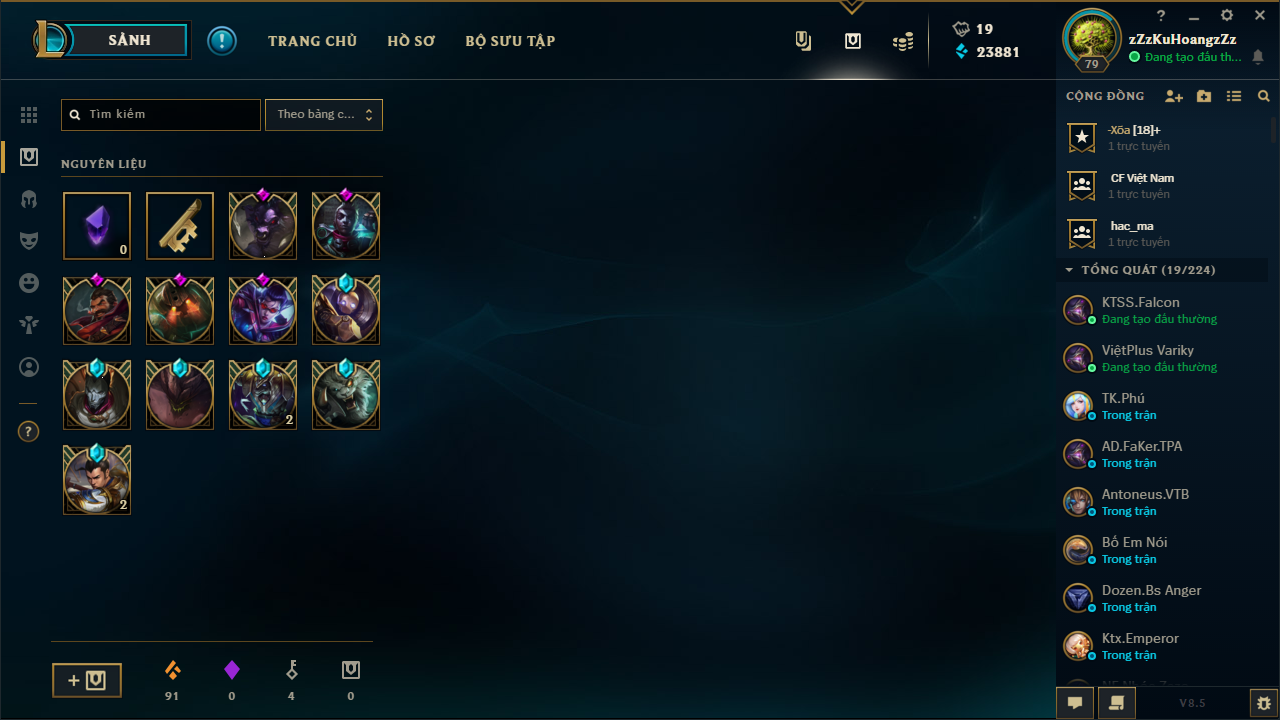 SẢNH
TRANG CHỦ
HỒ SƠ
BỘ SƯU TẬP
19
23881
79
zZzKuHoangzZz
Đang tạo đấu th...
Tìm kiếm
Theo bảng c...
NGUYÊN LIỆU
0
2
2
91
0
4
0
CỘNG ĐỒNG
-Xõa [18]+
1 trực tuyến
CF Việt Nam
1 trực tuyến
hac_ma
1 trực tuyến
TỔNG QUÁT (19/224)
KTSS.Falcon
Đang tạo đấu thường
ViệtPlus Variky
Đang tạo đấu thường
TK.Phú
Trong trận
AD.FaKer.TPA
Trong trận
Antoneus.VTB
Trong trận
Bố Em Nói
Trong trận
Dozen.Bs Anger
Trong trận
Ktx.Emperor
Trong trận
V8.5